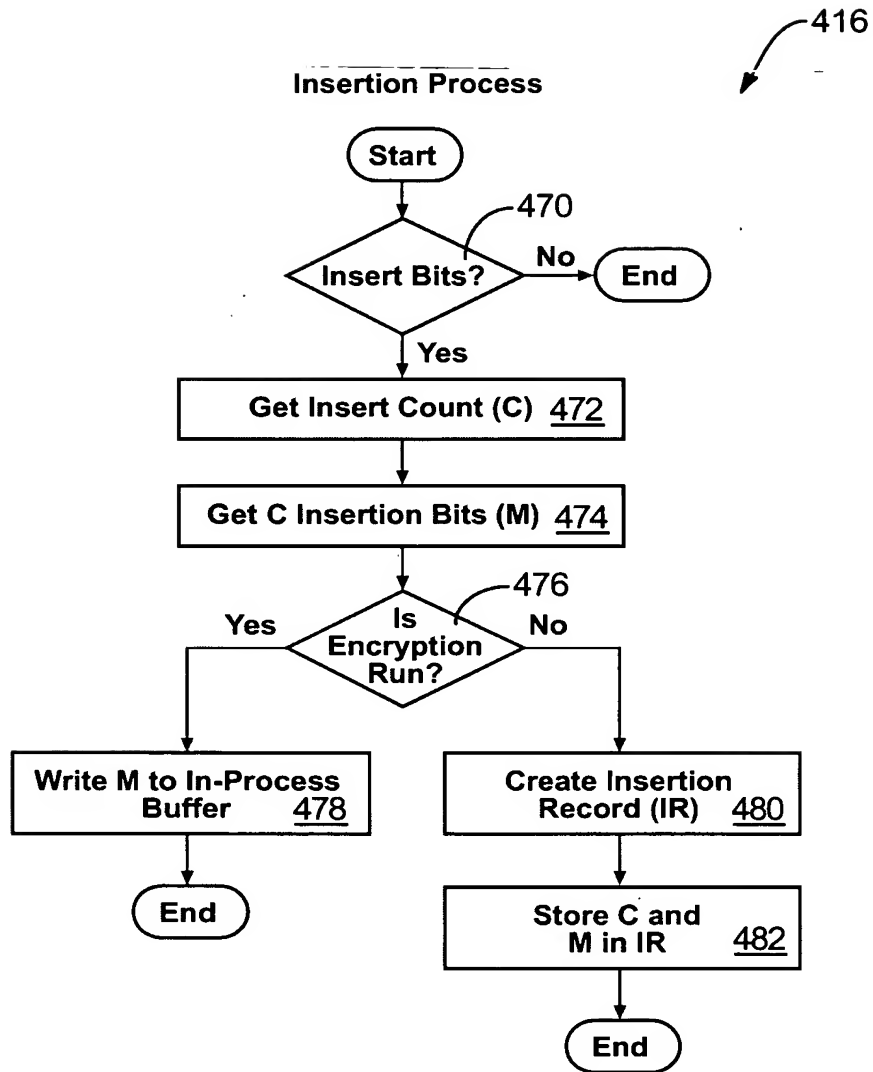 416
Insertion Process
Start
470
Insert Bits?
No
End
Yes
Get Insert Count (C) 472
Get C Insertion Bits (M) 474
476
Yes
Is
Encryption
Run?
No
Write M to In-Process
Buffer 478
Create Insertion
Record (IR) 480
End
Store C and
M in IR 482
End